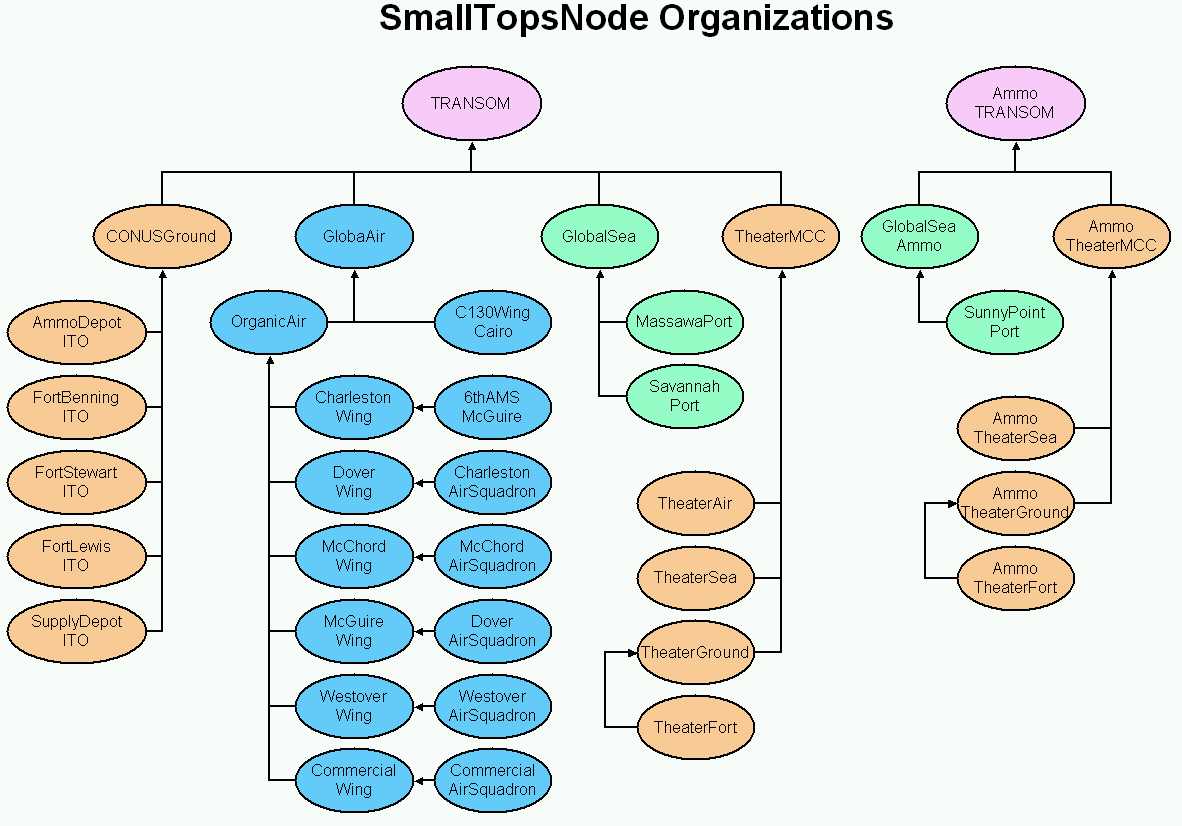 SmallTopsNode Organizations
TRANSOM
Ammo
TRANSOM
CONUSGround
GlobaAir
GlobalSea
TheaterMCC
GlobalSea
Ammo
Ammo
TheaterMCC
AmmoDepot
ITO
OrganicAir
C130Wing
Cairo
MassawaPort
SunnyPoint
Port
FortBenning
ITO
Charleston
Wing
6thAMS
McGuire
Savannah
Port
Ammo
TheaterSea
FortStewart
ITO
Dover
Wing
Charleston
AirSquadron
TheaterAir
Ammo
TheaterGround
FortLewis
ITO
McChord
Wing
McChord
AirSquadron
TheaterSea
Ammo
TheaterFort
SupplyDepot
ITO
McGuire
Wing
Dover
AirSquadron
TheaterGround
Westover
Wing
Westover
AirSquadron
TheaterFort
Commercial
Wing
Commercial
AirSquadron